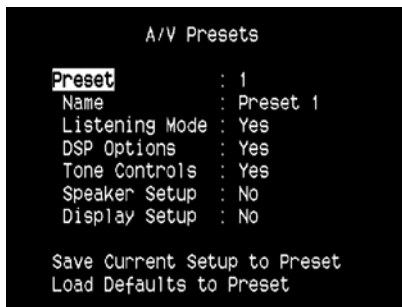 A/V Presets
Preset : 1
Name : Preset 1
Listening Mode : Yes
DSP Options : Yes
Tone Controls : Yes
Speaker Setup : No
Display Setup : No
Save Current Setup to Preset
Load Defaults to Preset